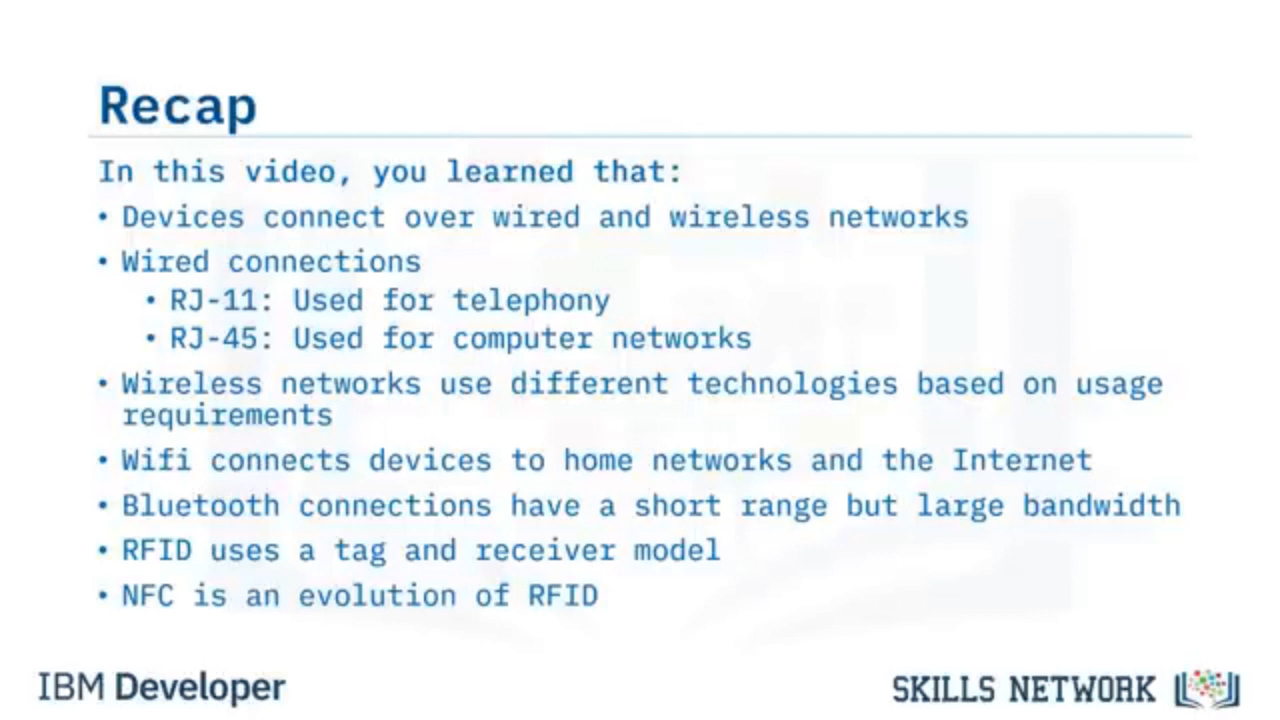 Recap
In this video, you learned that:
• Devices connect over wired and wireless networks
• Wired connections
• RJ-11: Used for telephony
• RJ-45: Used for computer networks
• Wireless networks use different technologies based on usage
requirements
• Wifi connects devices to home networks and the Internet
• Bluetooth connections have a short range but large bandwidth
• RFID uses a tag and receiver model
• NFC is an evolution of RFID
IBM Developer
SKILLS NETWORK